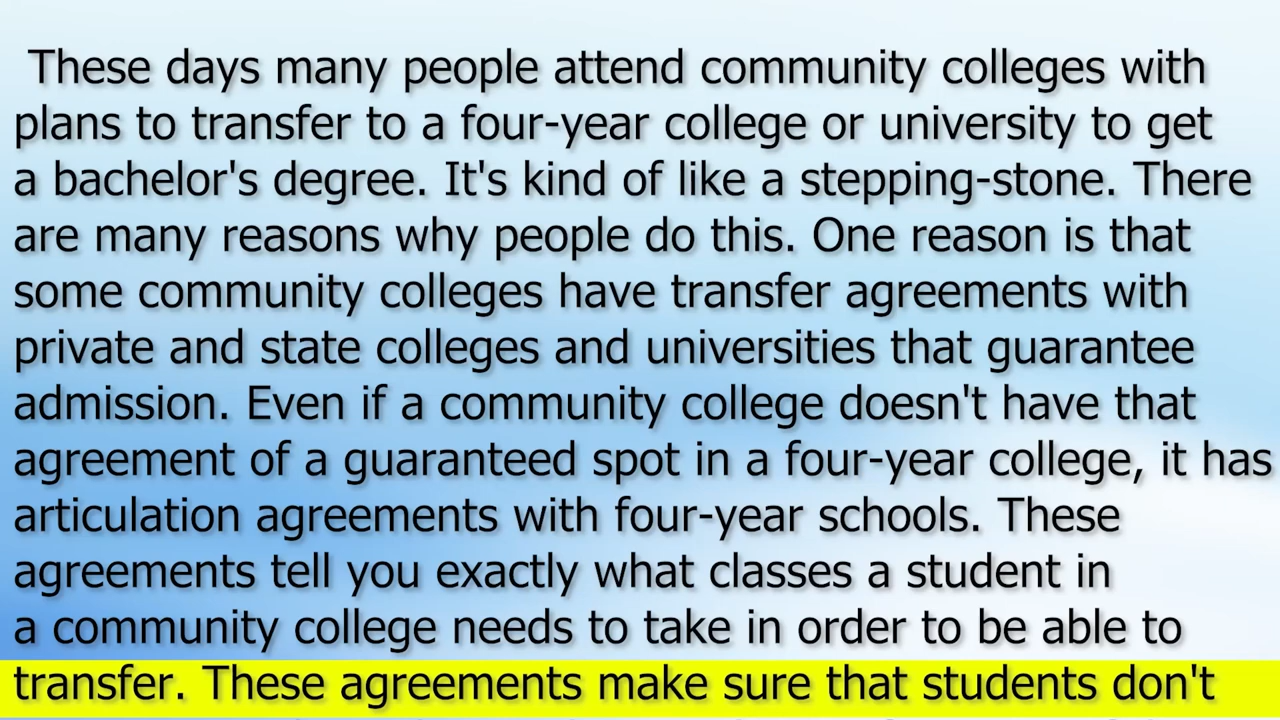 These days many people attend community colleges with
plans to transfer to a four-year college or university to get
a bachelor's degree. It's kind of like a stepping-stone. There
are many reasons why people do this. One reason is that
some community colleges have transfer agreements with
private and state colleges and universities that guarantee
admission. Even if a community college doesn't have that
agreement of a guaranteed spot in a four-year college, it has
articulation agreements with four-year schools. These
agreements tell you exactly what classes a student in
a community college needs to take in order to be able to
transfer. These agreements make sure that students don't